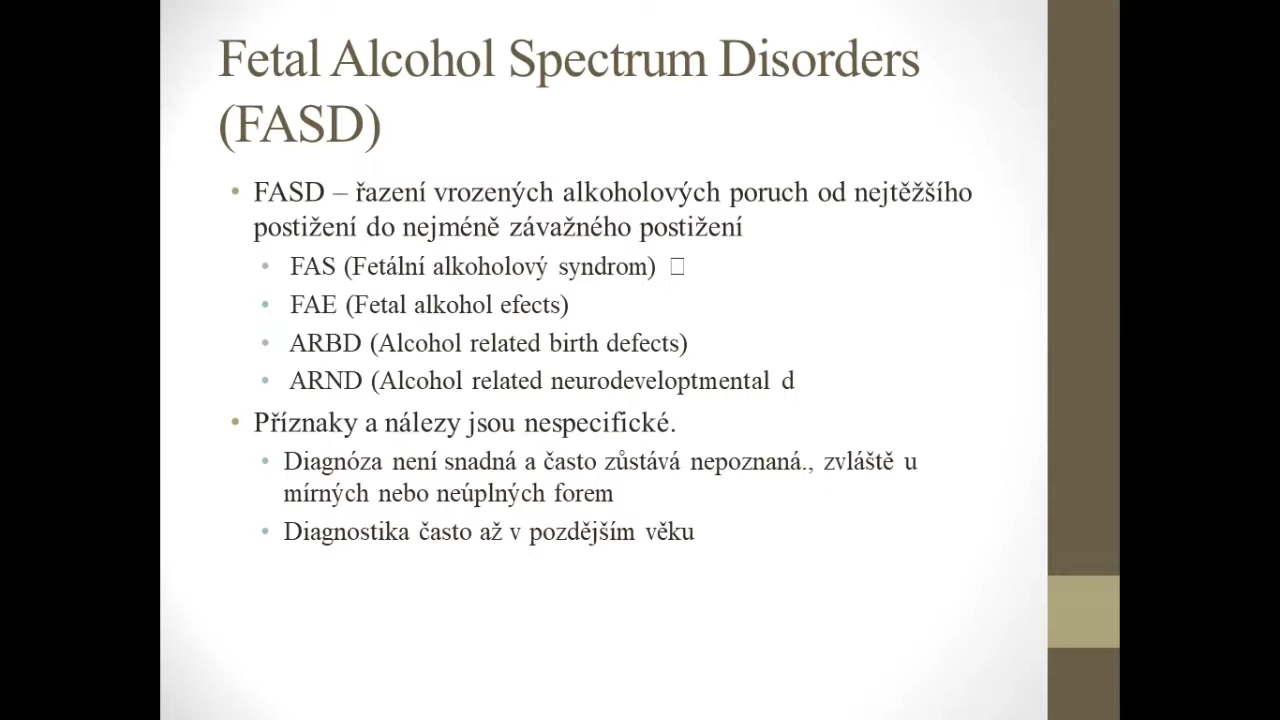 Fetal Alcohol Spectrum Disorders
(FASD)
• FASD – řazení vrozených alkoholových poruch od nejtěžšího
postižení do nejméně závažného postižení
• FAS (Fetální alkoholový syndrom) □
• FAE (Fetal alkohol efects)
• ARBD (Alcohol related birth defects)
• ARND (Alcohol related neurodeveloptmental d
• Příznaky a nálezy jsou nespecifické.
• Diagnóza není snadná a často zůstává nepoznaná., zvláště u
mírných nebo neúplných forem
• Diagnostika často až v pozdějším věku